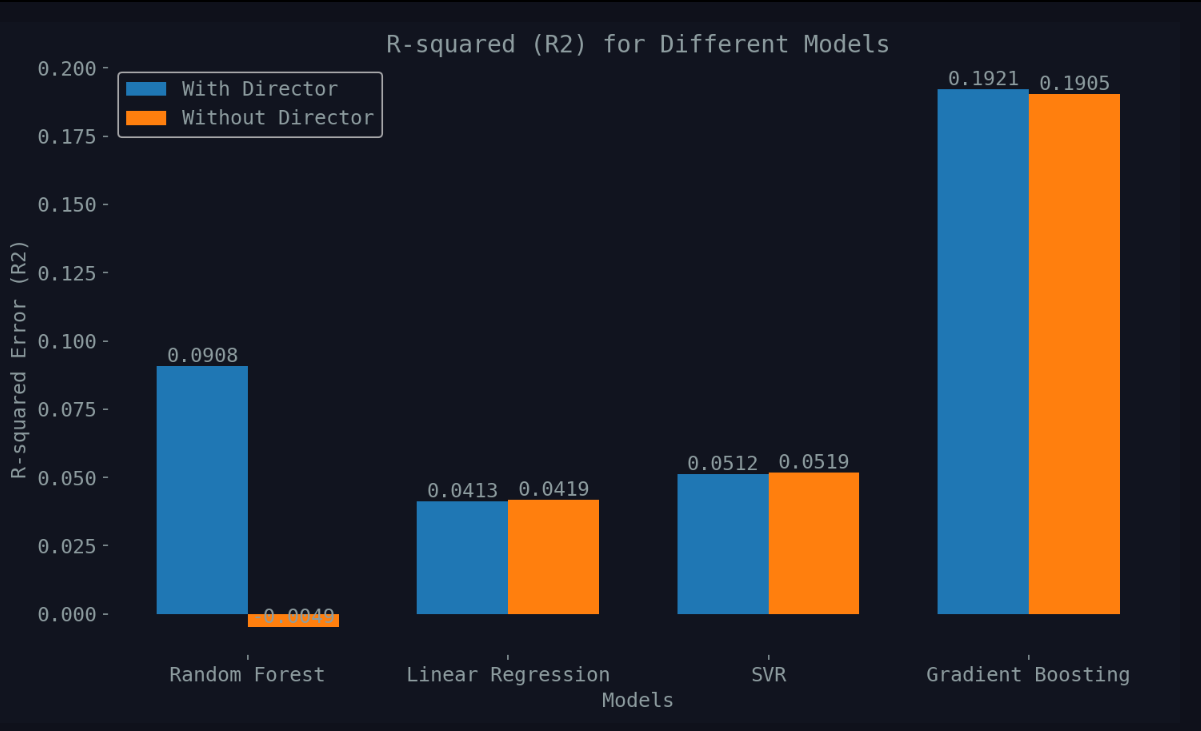 R-squared (R2) for Different Models
With Director
Without Director
R-squared Error (R2)
0.200
0.175
0.150
0.125
0.100
0.075
0.050
0.025
0.000
0.0908
-0.0049
0.0413
0.0419
0.0512
0.0519
0.1921
0.1905
Random Forest
Linear Regression
SVR
Gradient Boosting
Models